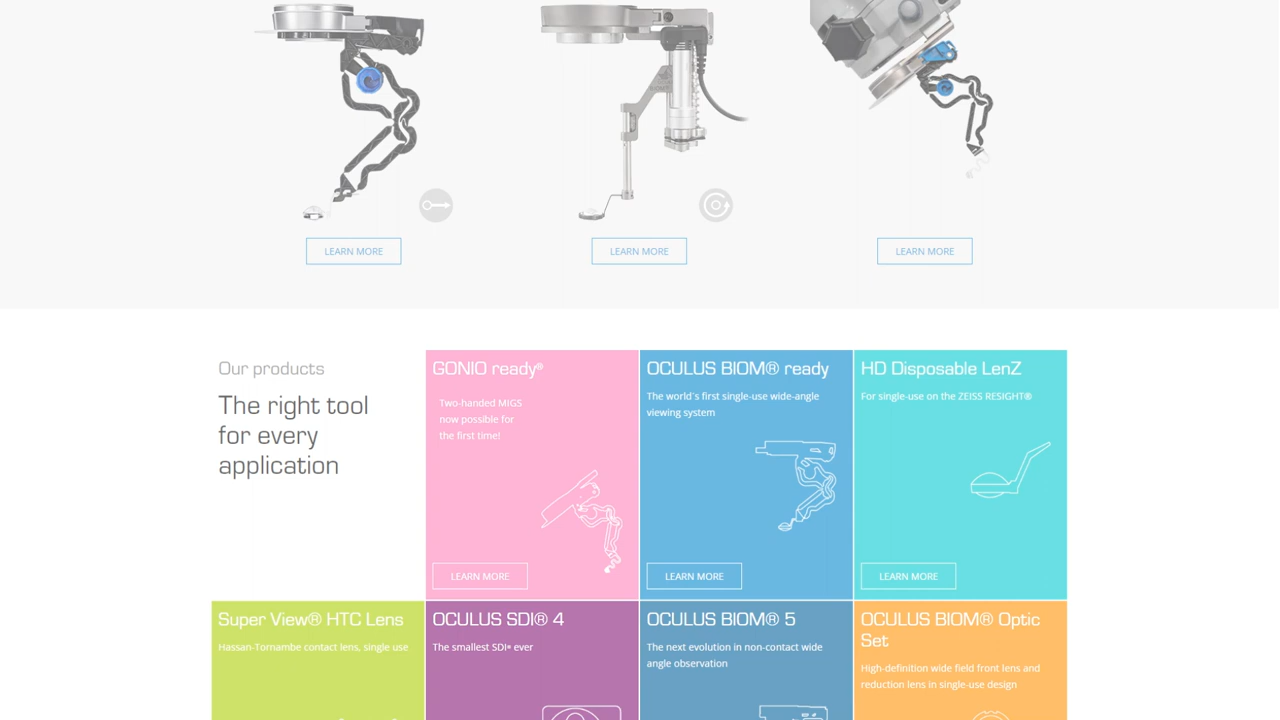 LEARN MORE
LEARN MORE
LEARN MORE
Our products
The right tool
for every
application
GONIO ready®
Two-handed MIGS
now possible for
the first time!
LEARN MORE
OCULUS BIOM® ready
The world´s first single-use wide-angle
viewing system
LEARN MORE
HD Disposable LenZ
For single-use on the ZEISS RESIGHT®
LEARN MORE
Super View® HTC Lens
Hassan-Tornambe contact lens, single use
OCULUS SDI® 4
The smallest SDI® ever
OCULUS BIOM® 5
The next evolution in non-contact wide
angle observation
OCULUS BIOM® Optic
Set
High-definition wide field front lens and
reduction lens in single-use design